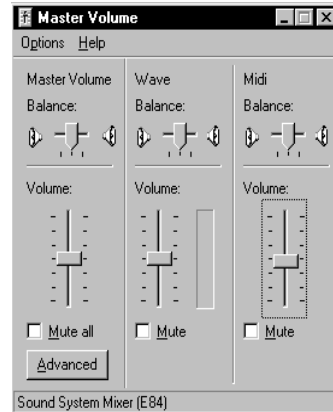 Master Volume
Options Help
Master Volume Wave Midi
Balance: Balance: Balance:
Volume: Volume: Volume:
Mute all Mute Mute
Advanced
Sound System Mixer (E84)